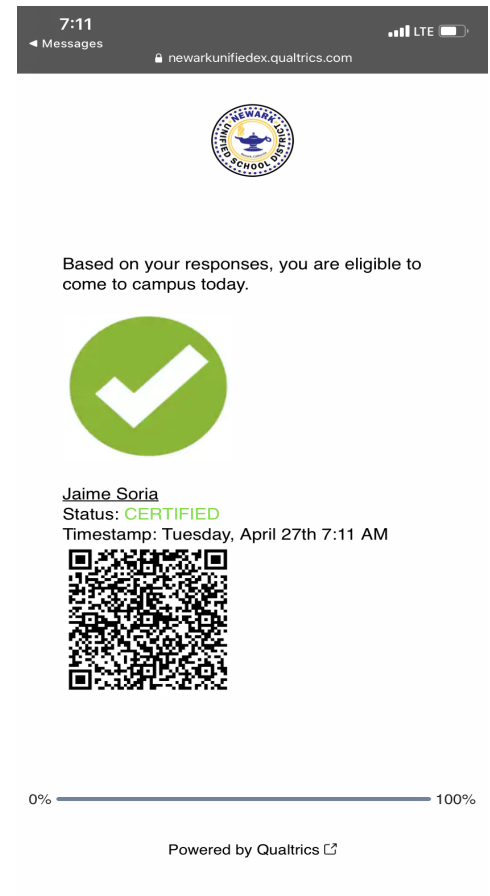 7:11
LTE
◄ Messages
newarkunifiedex.qualtrics.com
NEWARK
UNIFIED SCHOOL DISTRICT
Based on your responses, you are eligible to
come to campus today.
Jaime Soria
Status: CERTIFIED
Timestamp: Tuesday, April 27th 7:11 AM
0% 100%
Powered by Qualtrics